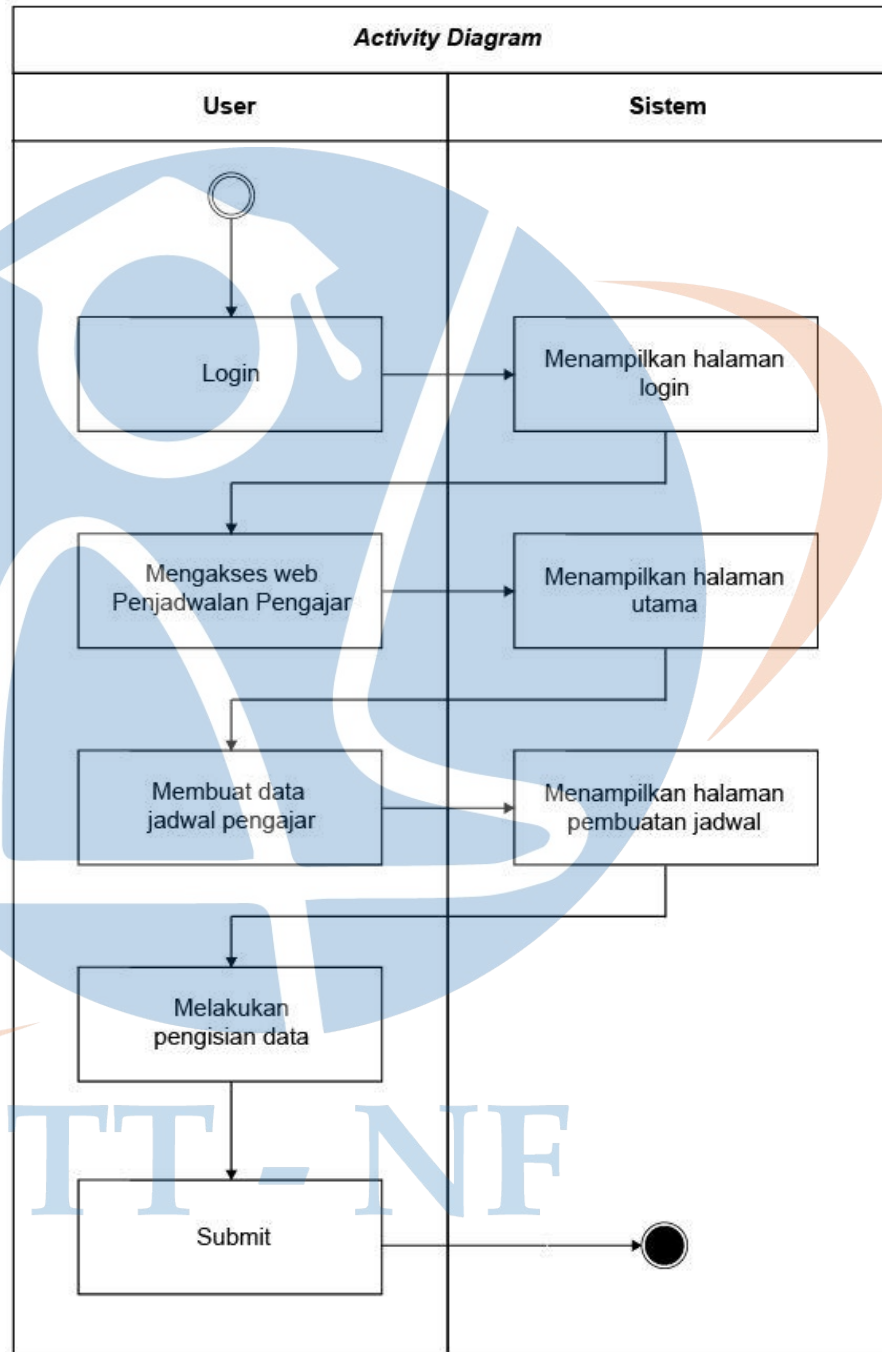 Activity Diagram
User
Sistem
Login
Menampilkan halaman
login
Mengakses web
Penjadwalan Pengajar
Menampilkan halaman
utama
Membuat data
jadwal pengajar
Menampilkan halaman
pembuatan jadwal
Melakukan
pengisian data
TT - NF
Submit